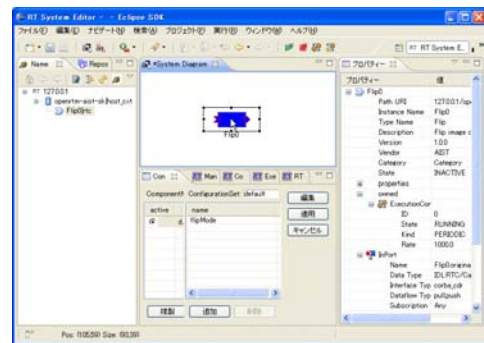 RT System Editor - - Eclipse SDK
ファイル(F) 編集(E) ナビゲート(N) 検索(A) プロジェクト(P) 実行(R) ウィンドウ(W) ヘルプ(H)
RT System E..
Name Repos
*System Diagram
プロパティー
RT 127.0.0.1
Flip0|rtc
Flip0
プロパティー 値
Flip0
Path URI 127.0.0.1/op
Instance Name Flip0
Type Name Flip
Description Flip image c
Version 1.0.0
Vendor AIST
Category Category
State INACTIVE
properties
owned
ExecutionCor
ID 0
State RUNNING
Kind PERIODIC
Rate 1000.0
InPort
Name Flip0.origina
Data Type IDL:RTC/Ca
Interface Typ corba_cdr
Dataflow Typ push,pull
Subscription Any
Con Man Co Exe RT
ConfigurationSet: default
active name
d. flipMode
編集
適用
キャンセル
複製 追加 削除